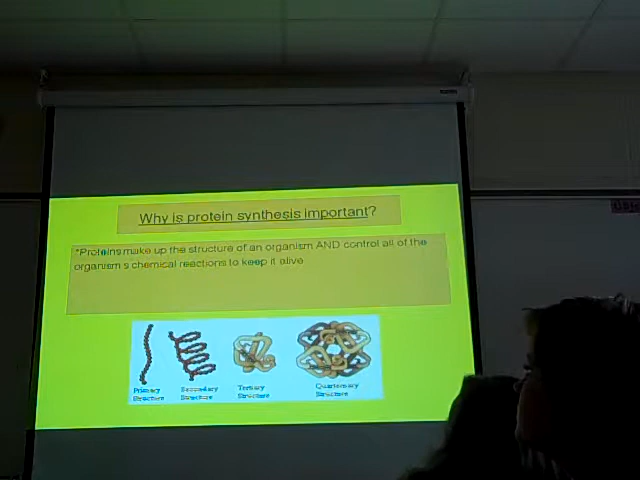 Why is protein synthesis important?
*Proteins make up the structure of an organism AND control all of the
organism's chemical reactions to keep it alive
Primary
Structure
Secondary
Structure
Tertiary
Structure
Quarternary
Structure